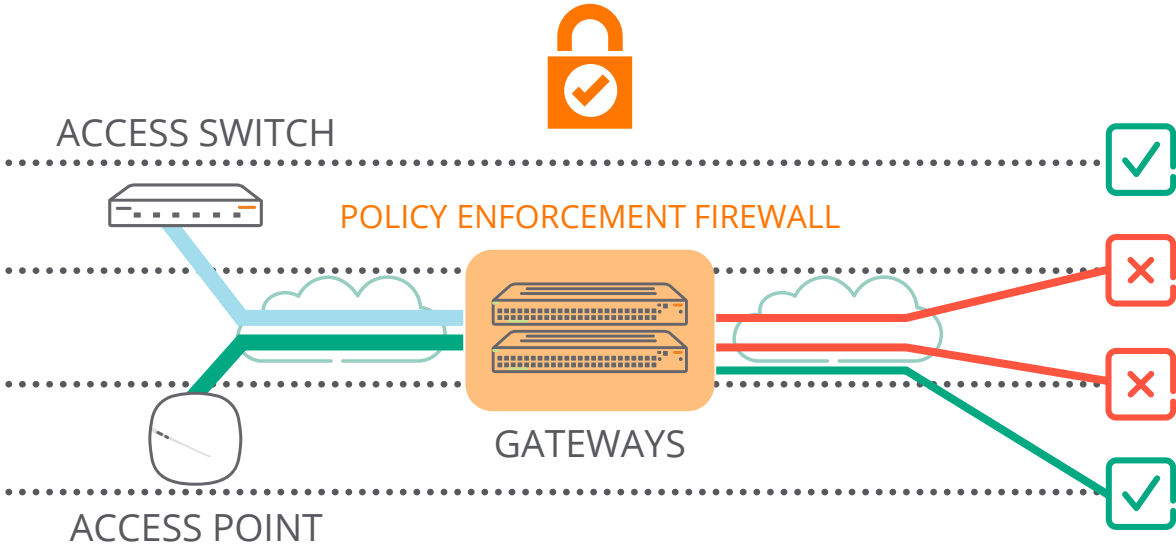 ACCESS SWITCH
POLICY ENFORCEMENT FIREWALL
GATEWAYS
ACCESS POINT